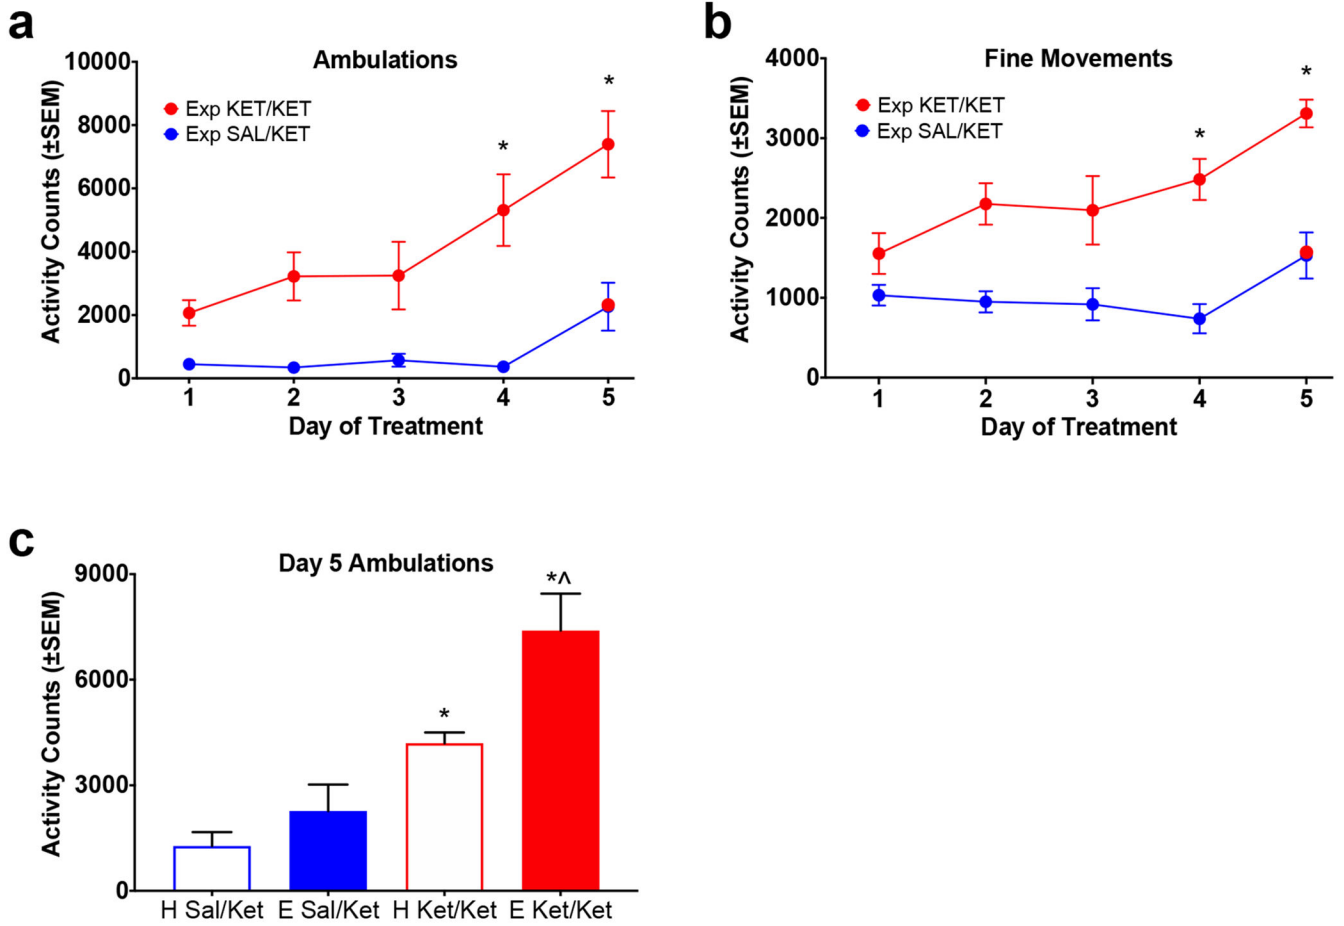 a
Ambulations
Activity Counts (±SEM)
10000
8000
6000
4000
2000
0
Exp KET/KET
Exp SAL/KET
*
*
1 2 3 4 5
Day of Treatment
b
Fine Movements
Activity Counts (±SEM)
4000
3000
2000
1000
0
Exp KET/KET
Exp SAL/KET
*
*
1 2 3 4 5
Day of Treatment
c
Day 5 Ambulations
Activity Counts (±SEM)
9000
6000
3000
0
*
*^
H Sal/Ket E Sal/Ket H Ket/Ket E Ket/Ket